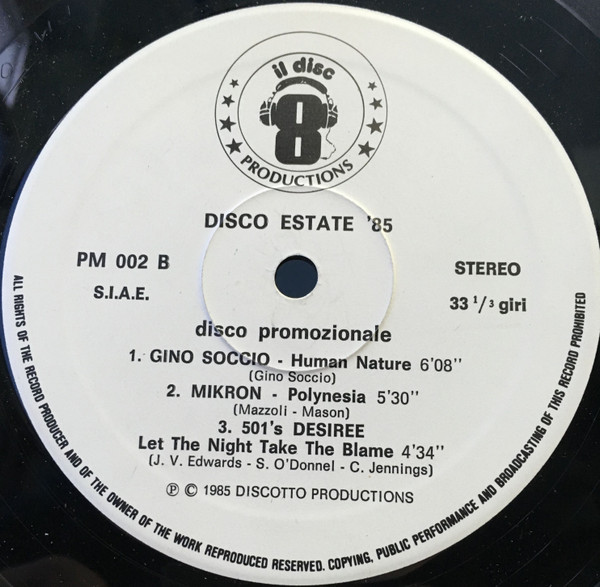 il disc
8
PRODUCTIONS
DISCO ESTATE '85
PM 002 B
STEREO
S.I.A.E.
33 1/3 giri
disco promozionale
1. GINO SOCCIO - Human Nature 6'08"
(Gino Soccio)
2. MIKRON - Polynesia 5'30"
(Mazzoli - Mason)
3. 501's DESIREE
Let The Night Take The Blame 4'34"
(J. V. Edwards - S. O'Donnel - C. Jennings)
℗ © 1985 DISCOTTO PRODUCTIONS
ALL RIGHTS OF THE RECORD PRODUCER AND OF THE OWNER OF THE WORK REPRODUCED RESERVED. COPYING, PUBLIC PERFORMANCE AND BROADCASTING OF THIS RECORD PROHIBITED